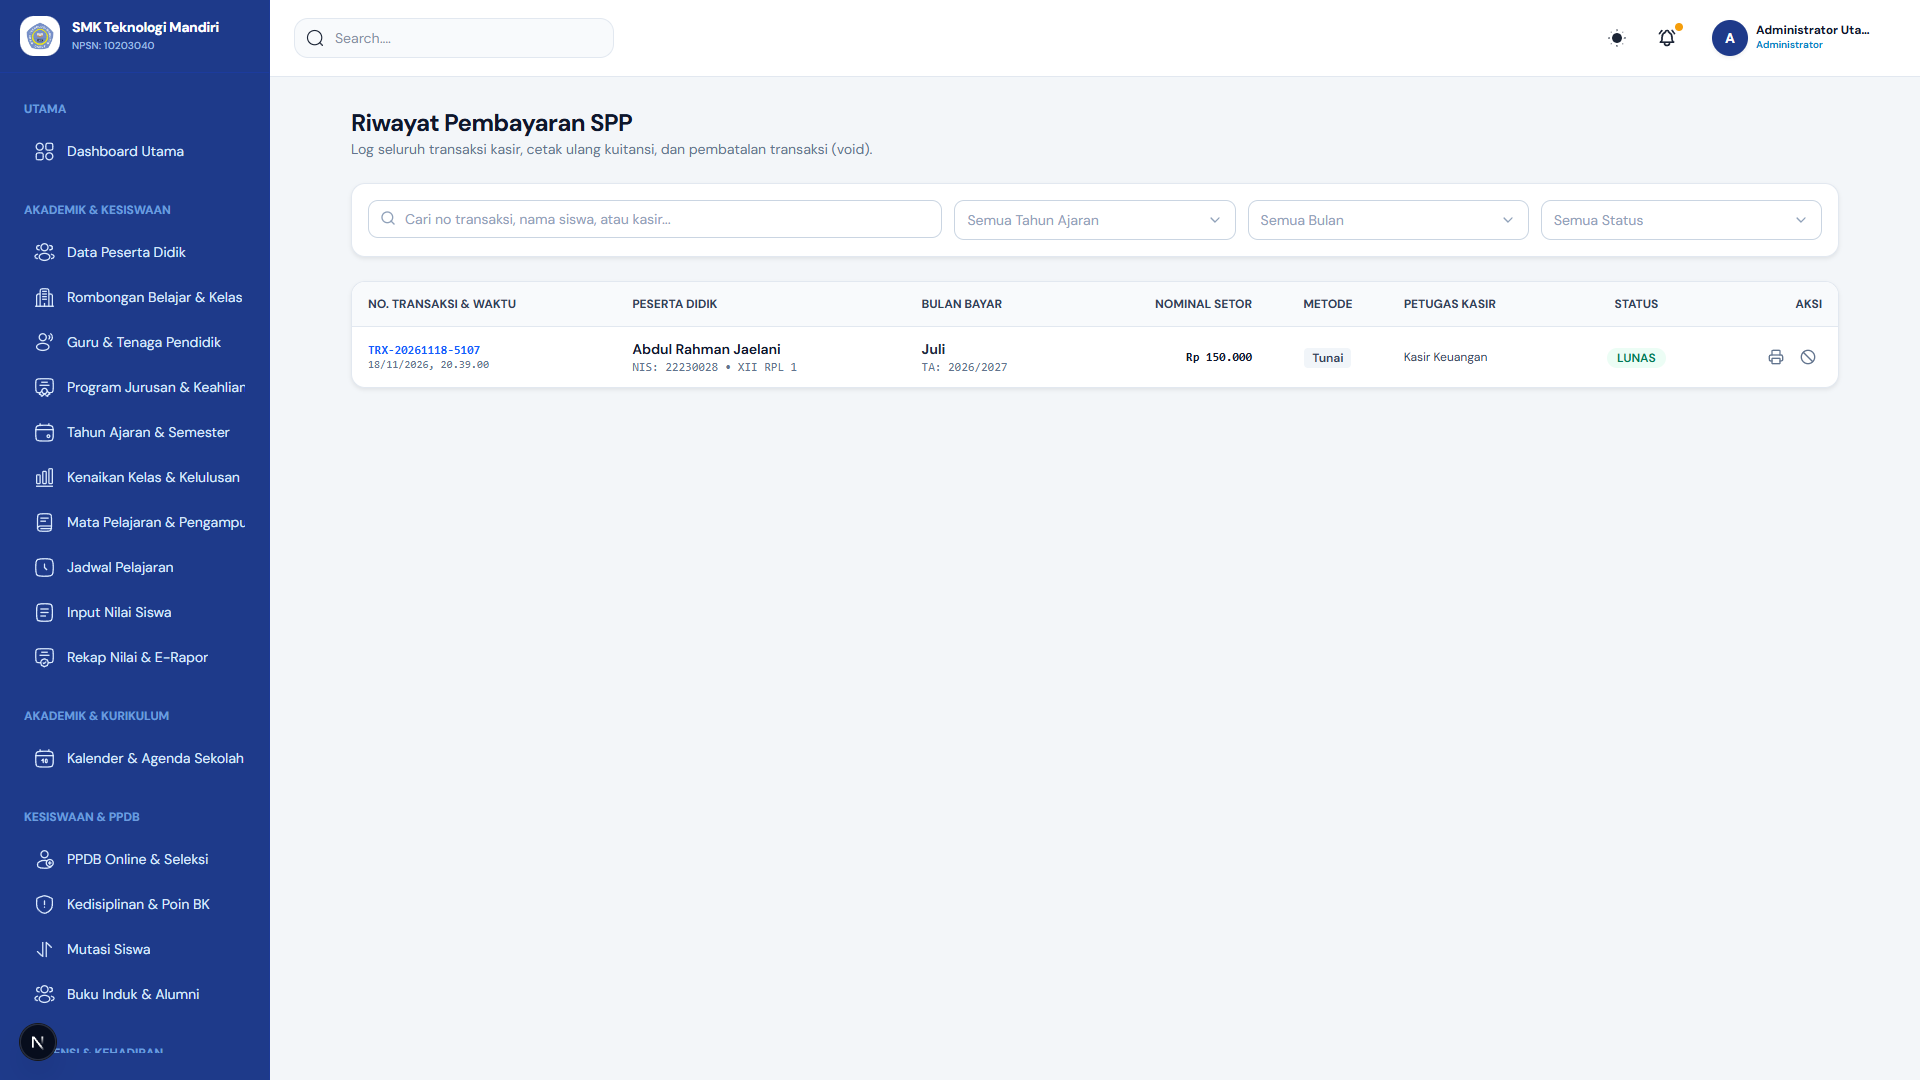 SMK Teknologi Mandiri
NPSN: 10203040
UTAMA
Dashboard Utama
AKADEMIK & KESISWAAN
Data Peserta Didik
Rombongan Belajar & Kelas
Guru & Tenaga Pendidik
Program Jurusan & Keahlian
Tahun Ajaran & Semester
Kenaikan Kelas & Kelulusan
Mata Pelajaran & Pengampu
Jadwal Pelajaran
Input Nilai Siswa
Rekap Nilai & E-Rapor
AKADEMIK & KURIKULUM
Kalender & Agenda Sekolah
KESISWAAN & PPDB
PPDB Online & Seleksi
Kedisiplinan & Poin BK
Mutasi Siswa
Buku Induk & Alumni
ENSI & KEHADIRAN
N
Search....
A
Administrator Uta...
Administrator
Riwayat Pembayaran SPP
Log seluruh transaksi kasir, cetak ulang kuitansi, dan pembatalan transaksi (void).
Cari no transaksi, nama siswa, atau kasir...
Semua Tahun Ajaran
Semua Bulan
Semua Status
NO. TRANSAKSI & WAKTU PESERTA DIDIK BULAN BAYAR NOMINAL SETOR METODE PETUGAS KASIR STATUS AKSI
TRX-20261118-5107
18/11/2026, 20.39.00
Abdul Rahman Jaelani
NIS: 22230028 • XII RPL 1
Juli
TA: 2026/2027
Rp 150.000
Tunai
Kasir Keuangan
LUNAS